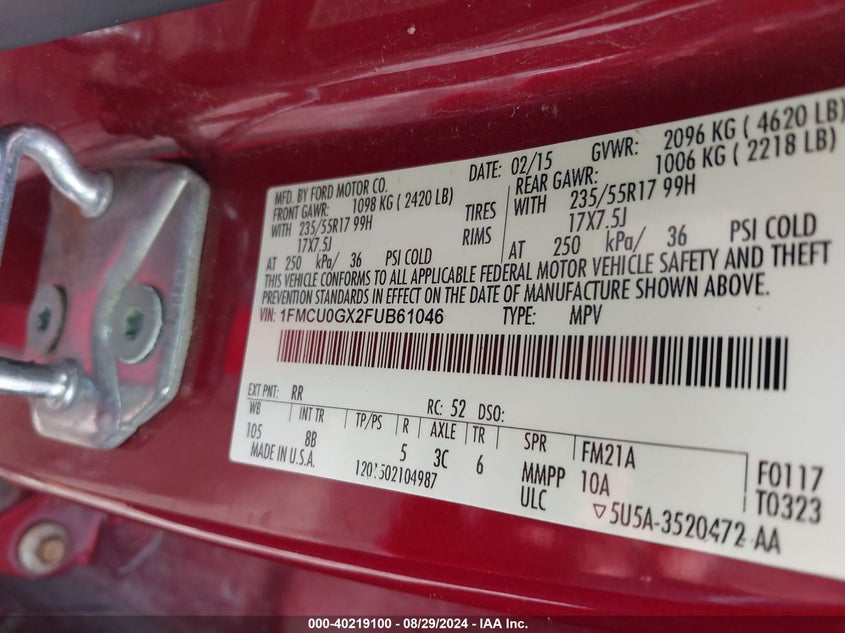 MFD. BY FORD MOTOR CO. DATE: 02/15 GVWR: 2096 KG ( 4620 LB)
FRONT GAWR: 1098 KG ( 2420 LB) REAR GAWR: 1006 KG ( 2218 LB)
WITH 235/55R17 99H TIRES WITH 235/55R17 99H
17X7.5J RIMS 17X7.5J
AT 250 kPa/ 36 PSI COLD AT 250 kPa/ 36 PSI COLD
THIS VEHICLE CONFORMS TO ALL APPLICABLE FEDERAL MOTOR VEHICLE SAFETY AND THEFT
PREVENTION STANDARDS IN EFFECT ON THE DATE OF MANUFACTURE SHOWN ABOVE.
VIN: 1FMCU0GX2FUB61046 TYPE: MPV
EXT PNT: RR RC: 52 DSO:
WB INT TR TP/PS R AXLE TR SPR FM21A F0117
105 8B 5 3C 6 MMPP 10A T0323
MADE IN U.S.A. ULC ▽5U5A-3520472-AA
000-40219100 - 08/29/2024 - IAA Inc.